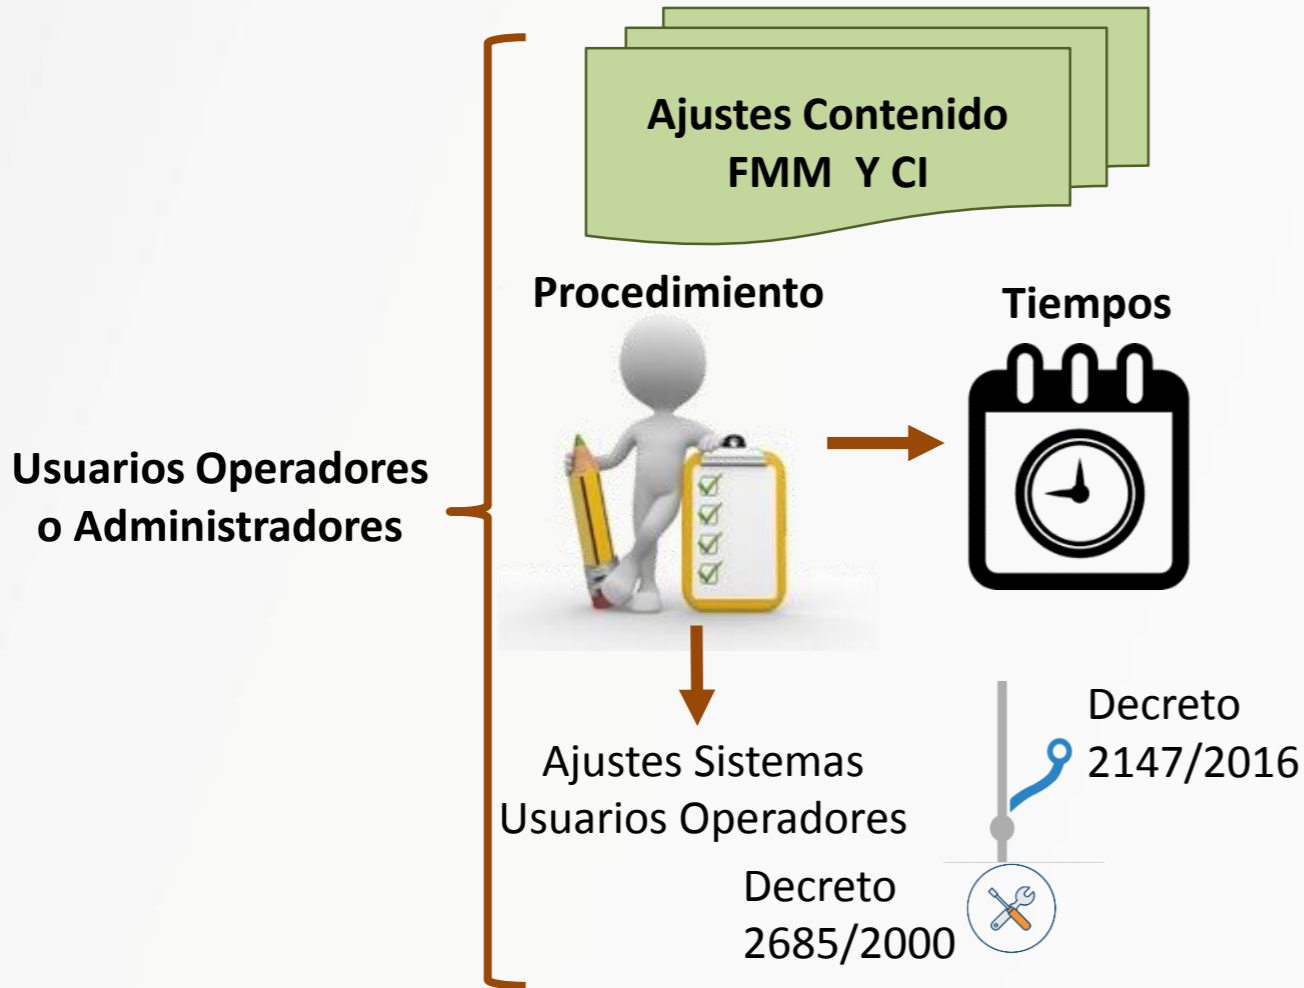 Ajustes Contenido
FMM Y CI
Procedimiento
Tiempos
Usuarios Operadores
o Administradores
Ajustes Sistemas
Usuarios Operadores
Decreto
2147/2016
Decreto
2685/2000